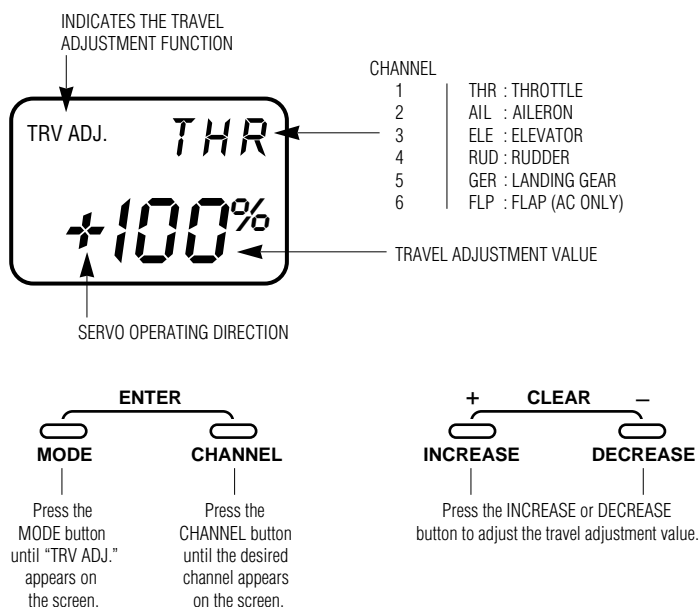 INDICATES THE TRAVEL
ADJUSTMENT FUNCTION
CHANNEL
1 THR : THROTTLE
2 AIL : AILERON
3 ELE : ELEVATOR
4 RUD : RUDDER
5 GER : LANDING GEAR
6 FLP : FLAP (AC ONLY)
TRV ADJ. THR
+100%
TRAVEL ADJUSTMENT VALUE
SERVO OPERATING DIRECTION
ENTER
MODE CHANNEL
Press the
MODE button
until “TRV ADJ.”
appears on
the screen.
Press the
CHANNEL button
until the desired
channel appears
on the screen.
+ CLEAR –
INCREASE DECREASE
Press the INCREASE or DECREASE
button to adjust the travel adjustment value.